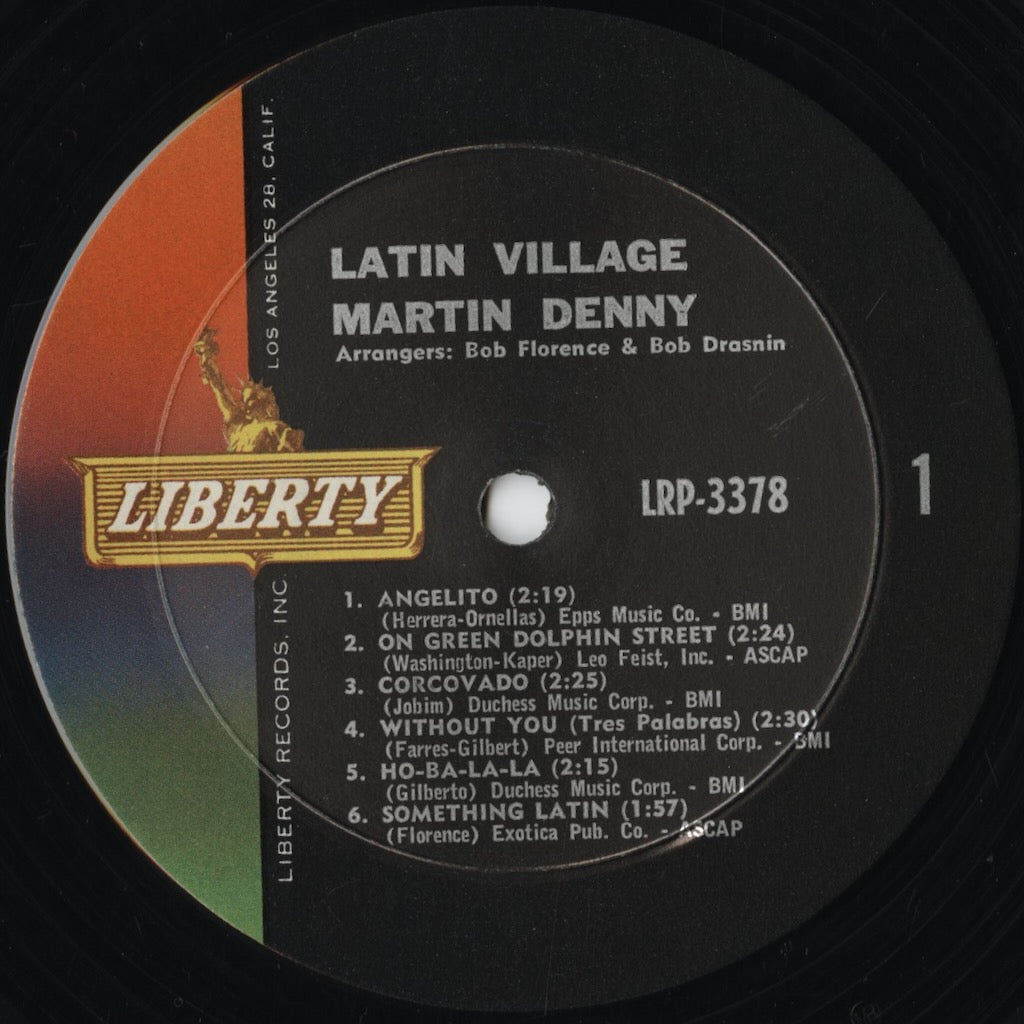 LOS ANGELES 28, CALIF.
LATIN VILLAGE
MARTIN DENNY
Arrangers: Bob Florence & Bob Drasnin
LIBERTY
LRP-3378
1
LIBERTY RECORDS, INC.
1. ANGELITO (2:19)
(Herrera-Ornellas) Epps Music Co. - BMI
2. ON GREEN DOLPHIN STREET (2:24)
(Washington-Kaper) Leo Feist, Inc. - ASCAP
3. CORCOVADO (2:25)
(Jobim) Duchess Music Corp. - BMI
4. WITHOUT YOU (Tres Palabras) (2:30)
(Farres-Gilbert) Peer International Corp. - BMI
5. HO-BA-LA-LA (2:15)
(Gilberto) Duchess Music Corp. - BMI
6. SOMETHING LATIN (1:57)
(Florence) Exotica Pub. Co. - ASCAP